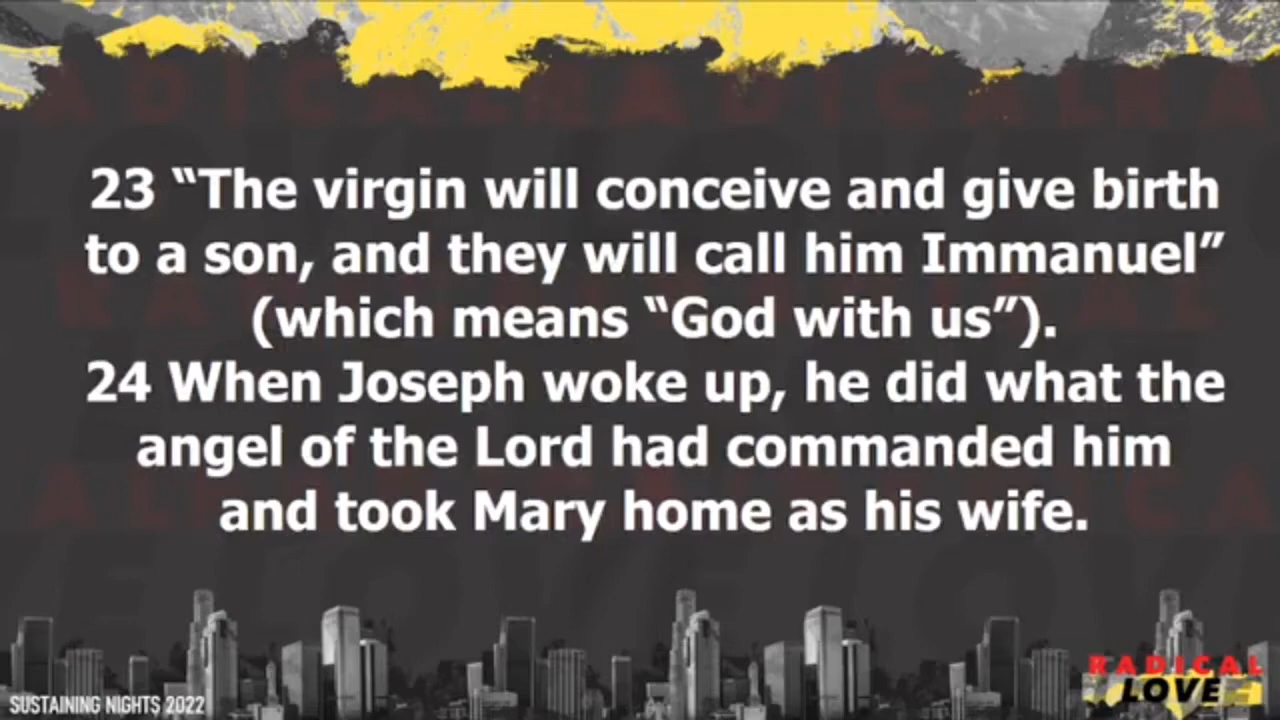 23 “The virgin will conceive and give birth
to a son, and they will call him Immanuel”
(which means “God with us”).
24 When Joseph woke up, he did what the
angel of the Lord had commanded him
and took Mary home as his wife.
SUSTAINING NIGHTS 2022
RADICAL
LOVE